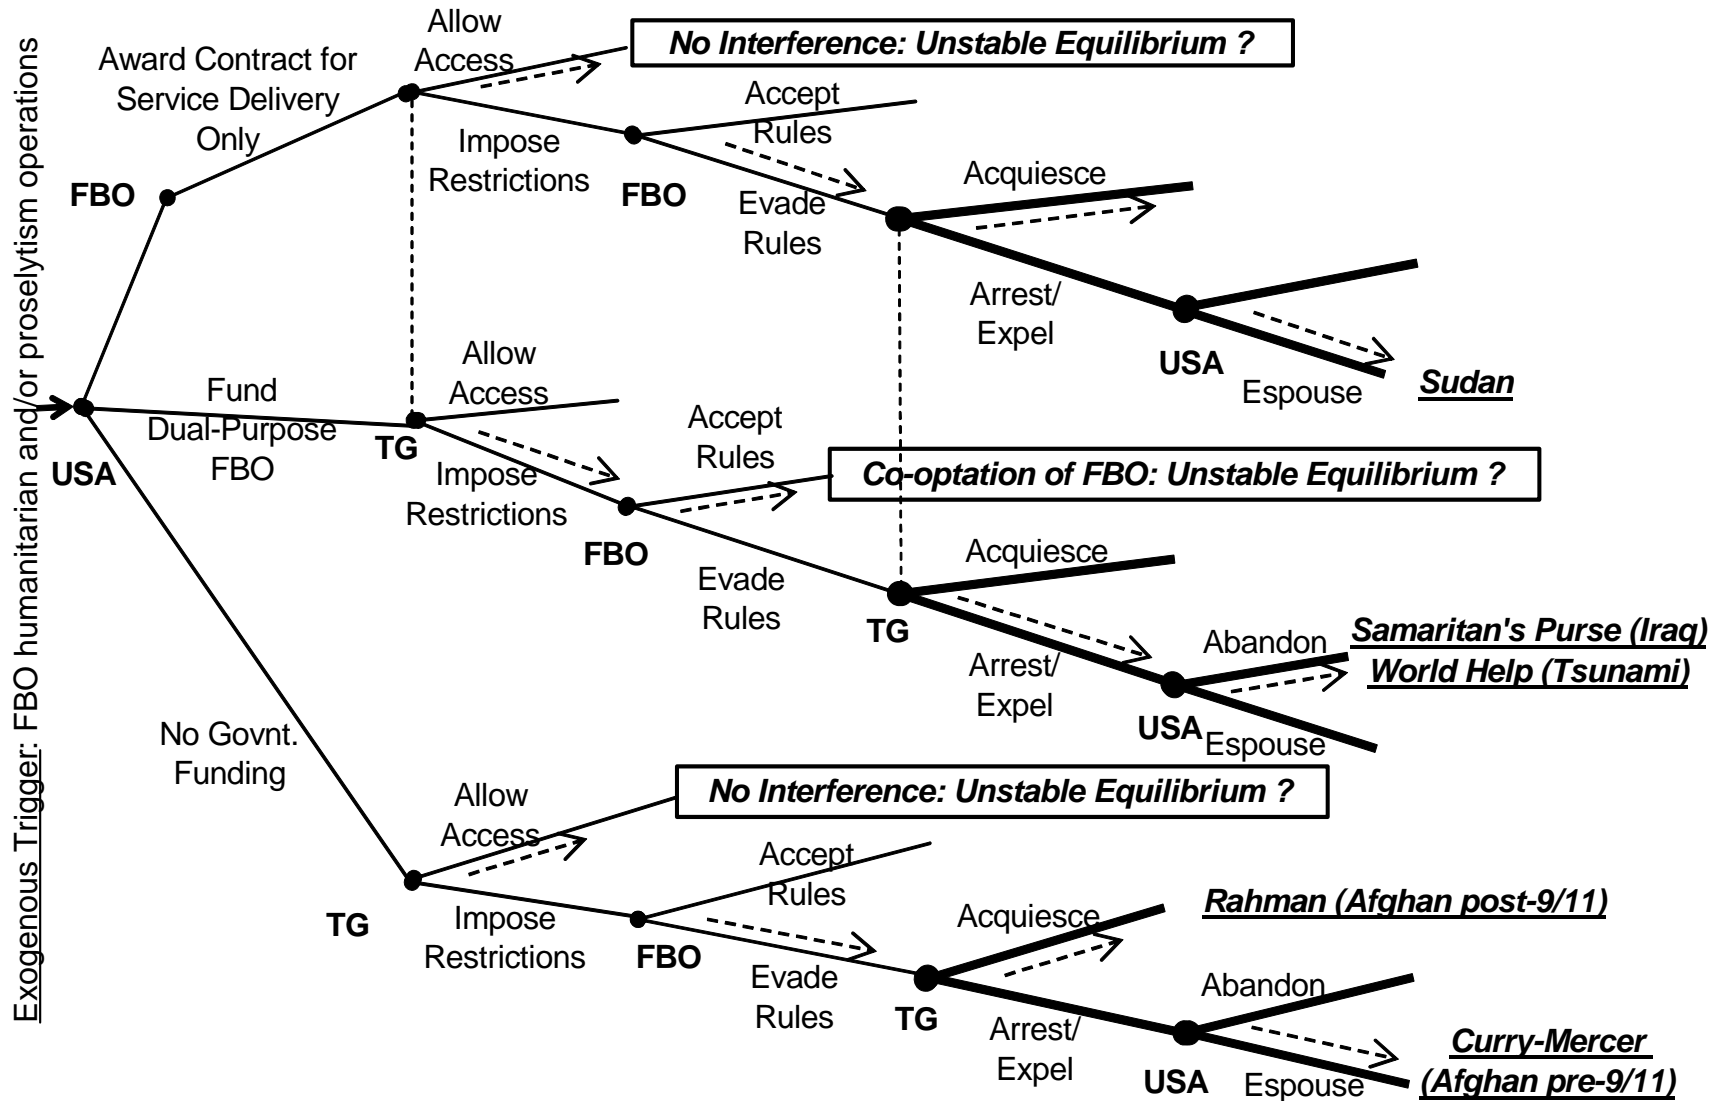 Exogenous Trigger: FBO humanitarian and/or proselytism operations
Allow
Access
No Interference: Unstable Equilibrium ?
Award Contract for
Service Delivery
Only
Accept
Rules
Impose
Restrictions
FBO
FBO
Acquiesce
Evade
Rules
Arrest/
Expel
USA
Espouse
Sudan
Allow
Access
Fund
Dual-Purpose
FBO
USA
TG
Accept
Rules
Impose
Restrictions
Co-optation of FBO: Unstable Equilibrium ?
FBO
Acquiesce
Evade
Rules
TG
Abandon
Samaritan's Purse (Iraq)
World Help (Tsunami)
Arrest/
Expel
USA
Espouse
No Govnt.
Funding
Allow
Access
No Interference: Unstable Equilibrium ?
Accept
Rules
TG
Impose
Restrictions
FBO
Acquiesce
Rahman (Afghan post-9/11)
Evade
Rules
TG
Abandon
Arrest/
Expel
USA
Espouse
Curry-Mercer
(Afghan pre-9/11)